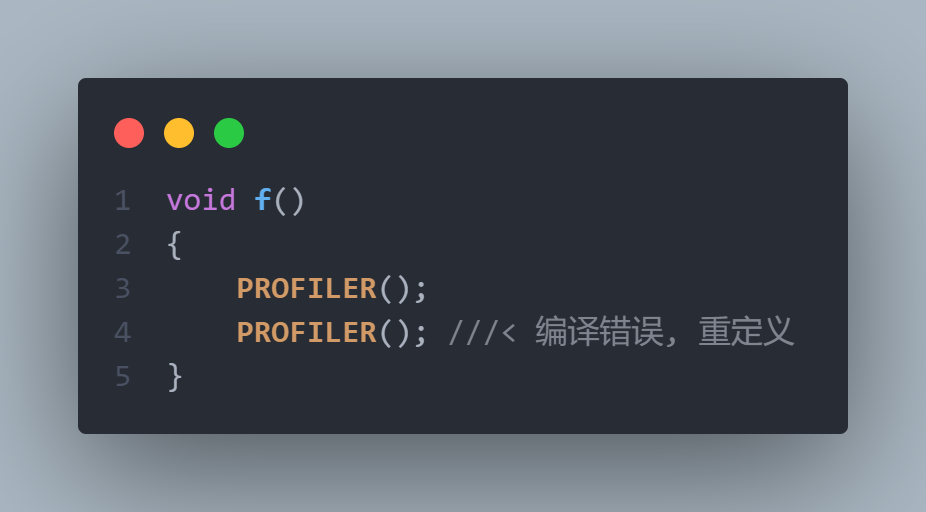 1 void f()
2 {
3     PROFILER();
4     PROFILER(); ///< 编译错误, 重定义
5 }